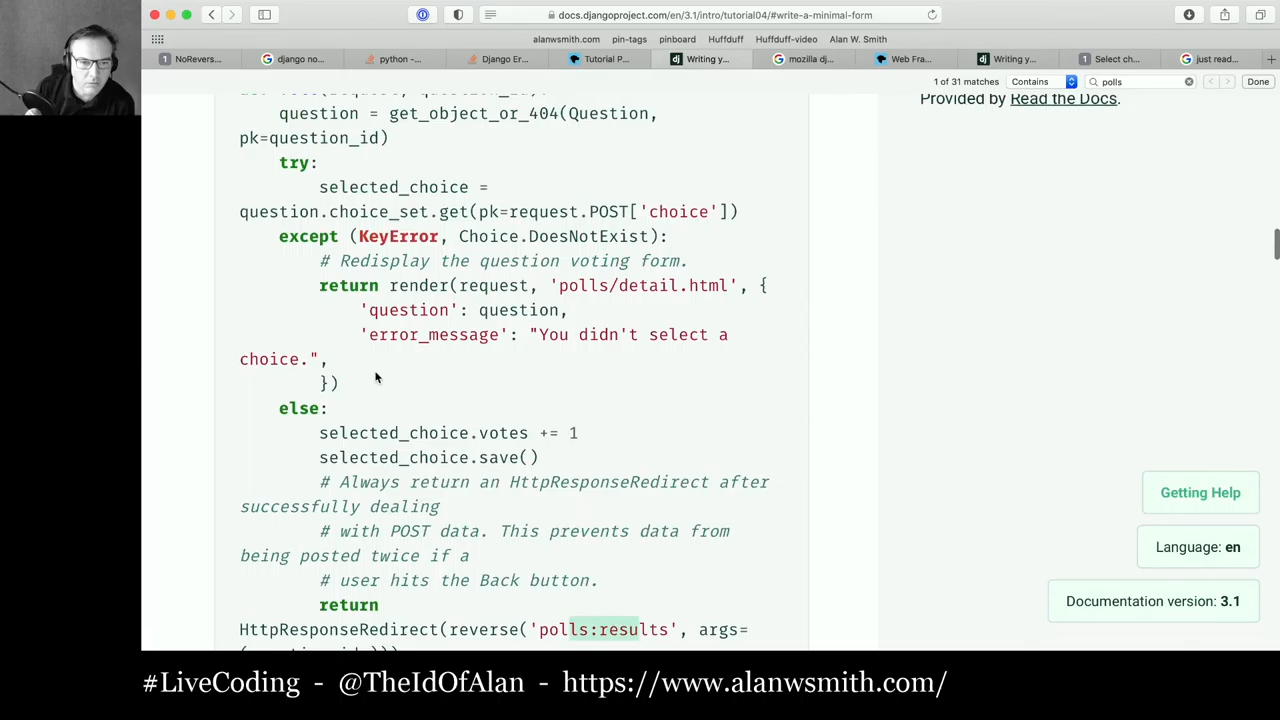 docs.djangoproject.com/en/3.1/intro/tutorial04/#write-a-minimal-form
alanwsmith.com pin-tags pinboard Huffduff Huffduff-video Alan W. Smith
NoRevers... django no... python -... Django Er... Tutorial P... Writing y... mozilla dj... Web Fra... Writing y... Select ch... just read...
1 of 31 matches Contains polls Done
Provided by Read the Docs.
question = get_object_or_404(Question,
pk=question_id)
try:
selected_choice =
question.choice_set.get(pk=request.POST['choice'])
except (KeyError, Choice.DoesNotExist):
# Redisplay the question voting form.
return render(request, 'polls/detail.html', {
'question': question,
'error_message': "You didn't select a
choice.",
})
else:
selected_choice.votes += 1
selected_choice.save()
# Always return an HttpResponseRedirect after
successfully dealing
# with POST data. This prevents data from
being posted twice if a
# user hits the Back button.
return
HttpResponseRedirect(reverse('polls:results', args=
Getting Help
Language: en
Documentation version: 3.1
#LiveCoding - @TheIdOfAlan - https://www.alanwsmith.com/